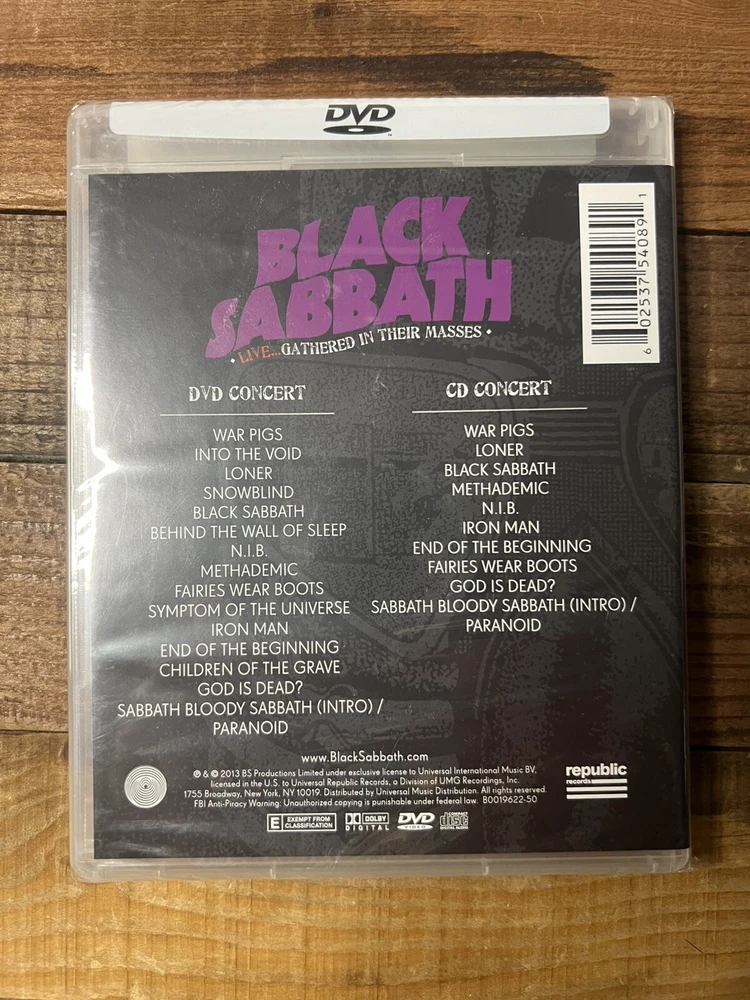 DVD
BLACK
SABBATH
• LIVE...GATHERED IN THEIR MASSES •
6 02537 54089 1
DVD CONCERT
WAR PIGS
INTO THE VOID
LONER
SNOWBLIND
BLACK SABBATH
BEHIND THE WALL OF SLEEP
N.I.B.
METHADEMIC
FAIRIES WEAR BOOTS
SYMPTOM OF THE UNIVERSE
IRON MAN
END OF THE BEGINNING
CHILDREN OF THE GRAVE
GOD IS DEAD?
SABBATH BLOODY SABBATH (INTRO) /
PARANOID
CD CONCERT
WAR PIGS
LONER
BLACK SABBATH
METHADEMIC
N.I.B.
IRON MAN
END OF THE BEGINNING
FAIRIES WEAR BOOTS
GOD IS DEAD?
SABBATH BLOODY SABBATH (INTRO) /
PARANOID
www.BlackSabbath.com
℗ & © 2013 BS Productions Limited under exclusive license to Universal International Music BV,
licensed in the U.S. to Universal Republic Records, a Division of UMG Recordings, Inc.
1755 Broadway, New York, NY 10019. Distributed by Universal Music Distribution. All rights reserved.
FBI Anti-Piracy Warning: Unauthorized copying is punishable under federal law. B0019622-50
republic
records
E EXEMPT FROM
CLASSIFICATION
DOLBY
DIGITAL
DVD
VIDEO
COMPACT
disc
DIGITAL AUDIO